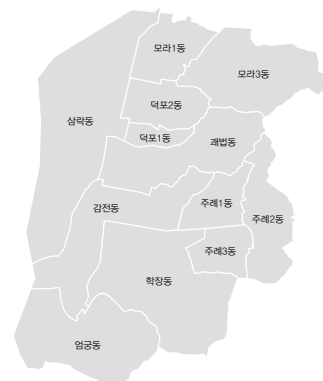 모라1동
모라3동
덕포2동
삼락동
덕포1동
괘법동
감전동
주례1동
주례2동
주례3동
학장동
엄궁동